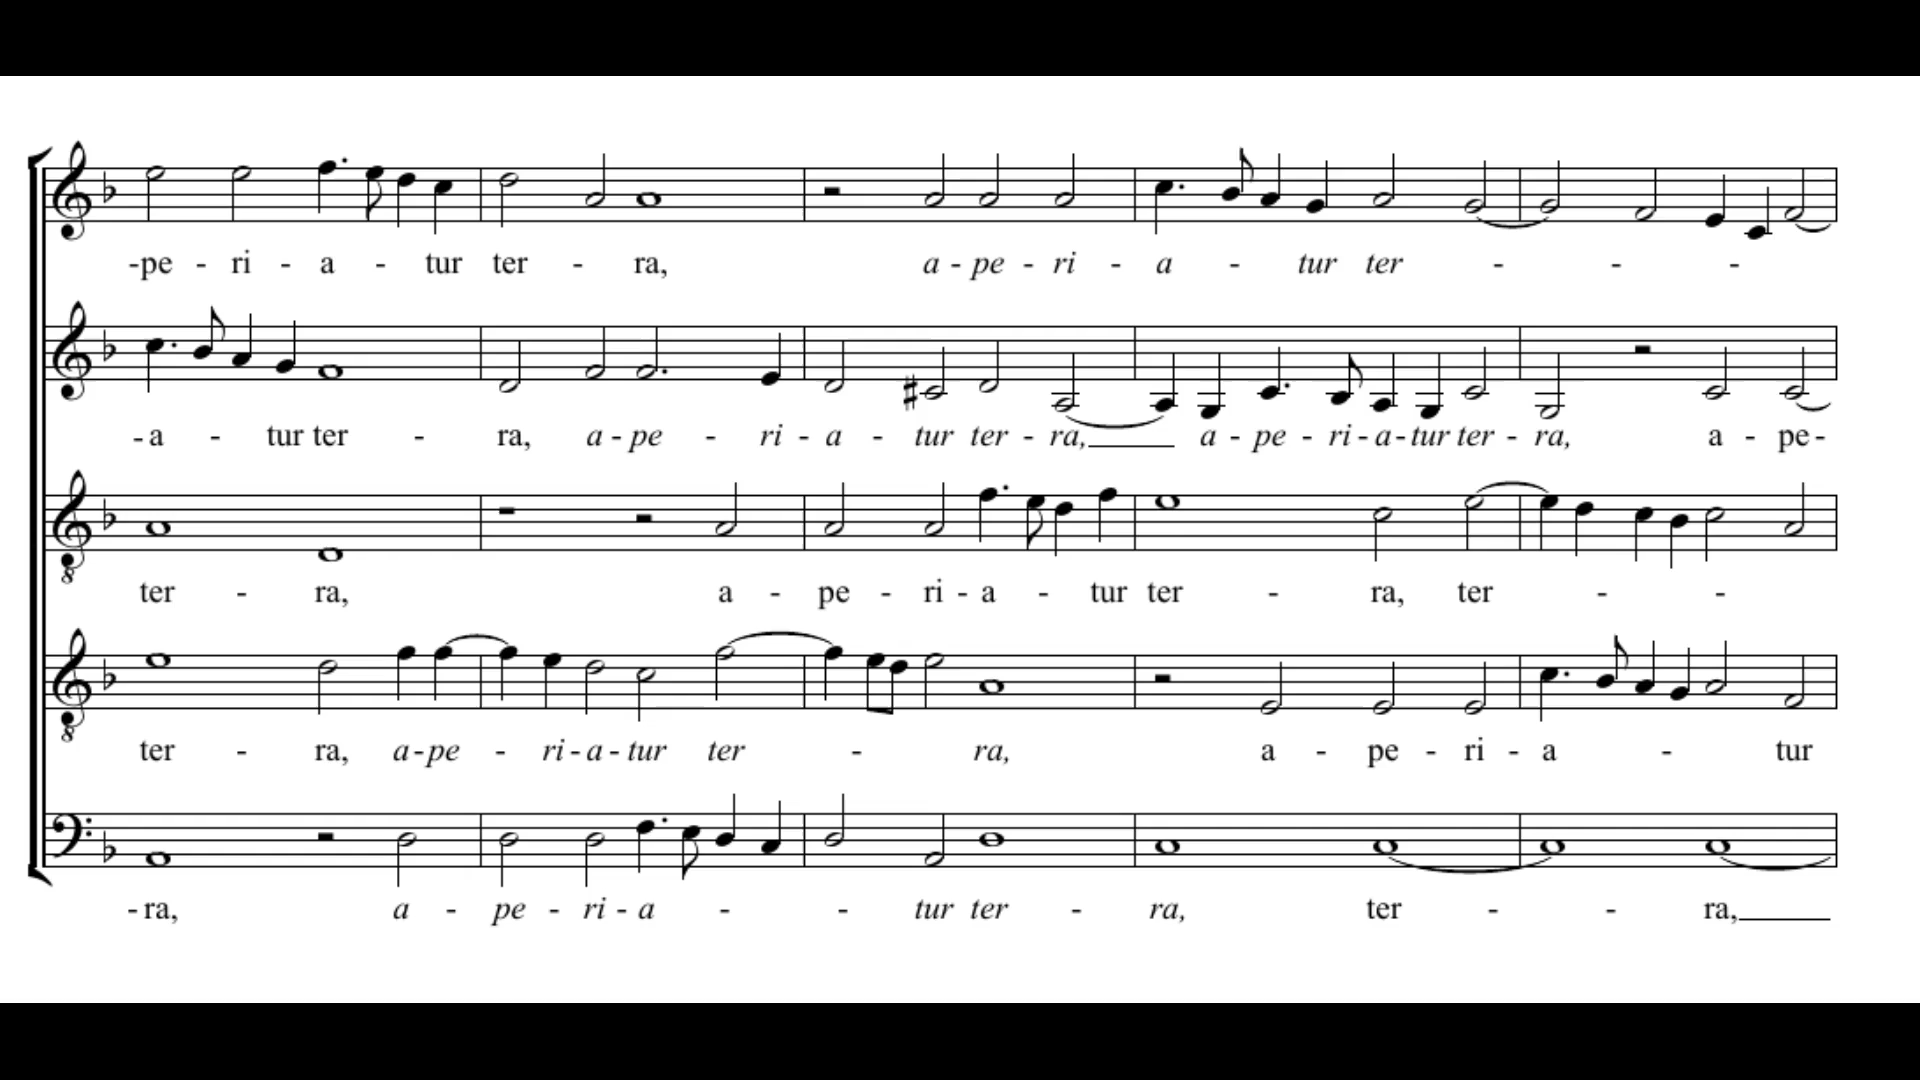 -pe - ri - a - tur ter - ra, a - pe - ri - a - tur ter - - -
-a - tur ter - ra, a - pe - ri - a - tur ter - ra, a - pe - ri - a - tur ter - ra, a - pe -
8
ter - ra, a - pe - ri - a - tur ter - ra, ter - -
8
ter - ra, a - pe - ri - a - tur ter - ra, a - pe - ri - a - tur
-ra, a - pe - ri - a - - tur ter - ra, ter - - ra,